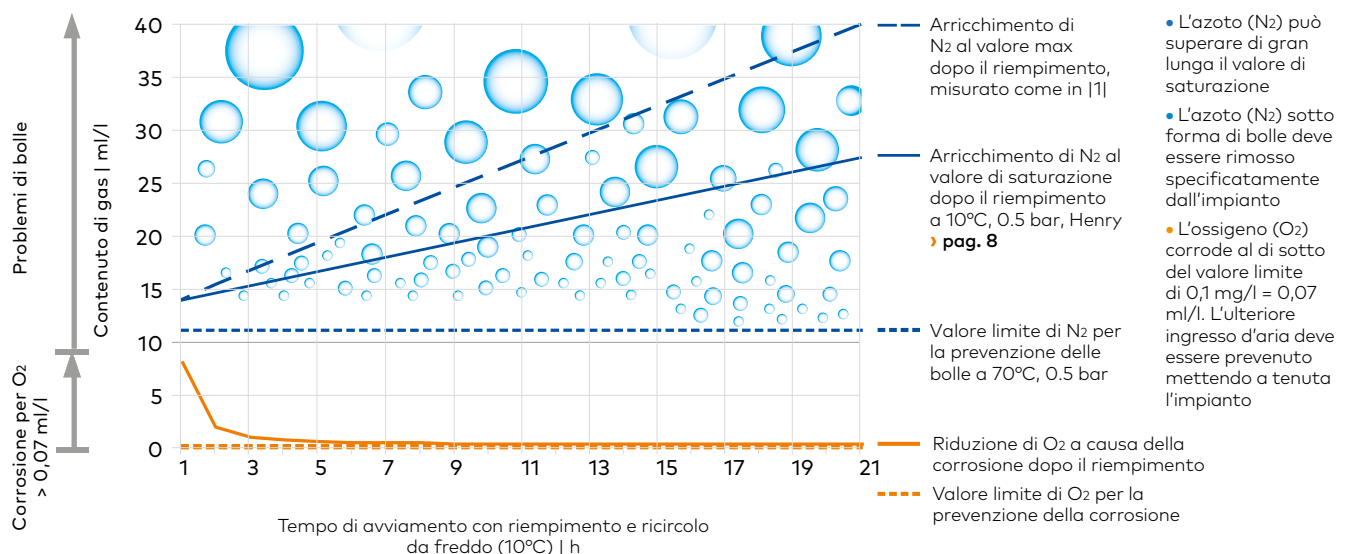 Problemi di bolle
Corrosione per O2
> 0,07 ml/l
Contenuto di gas | ml/l
40
35
30
25
20
15
10
5
0
1
3
5
7
9
11
13
15
17
19
21
Tempo di avviamento con riempimento e ricircolo
da freddo (10°C) | h
Arricchimento di
N2 al valore max
dopo il riempimento,
misurato come in |1|
Arricchimento di N2 al
valore di saturazione
dopo il riempimento
a 10°C, 0.5 bar, Henry
› pag. 8
Valore limite di N2 per
la prevenzione delle
bolle a 70°C, 0.5 bar
Riduzione di O2 a causa della
corrosione dopo il riempimento
Valore limite di O2 per la
prevenzione della corrosione
• L'azoto (N2) può
superare di gran
lunga il valore di
saturazione
• L'azoto (N2) sotto
forma di bolle deve
essere rimosso
specificatamente
dall'impianto
• L'ossigeno (O2)
corrode al di sotto
del valore limite
di 0,1 mg/l = 0,07
ml/l. L'ulteriore
ingresso d'aria deve
essere prevenuto
mettendo a tenuta
l'impianto